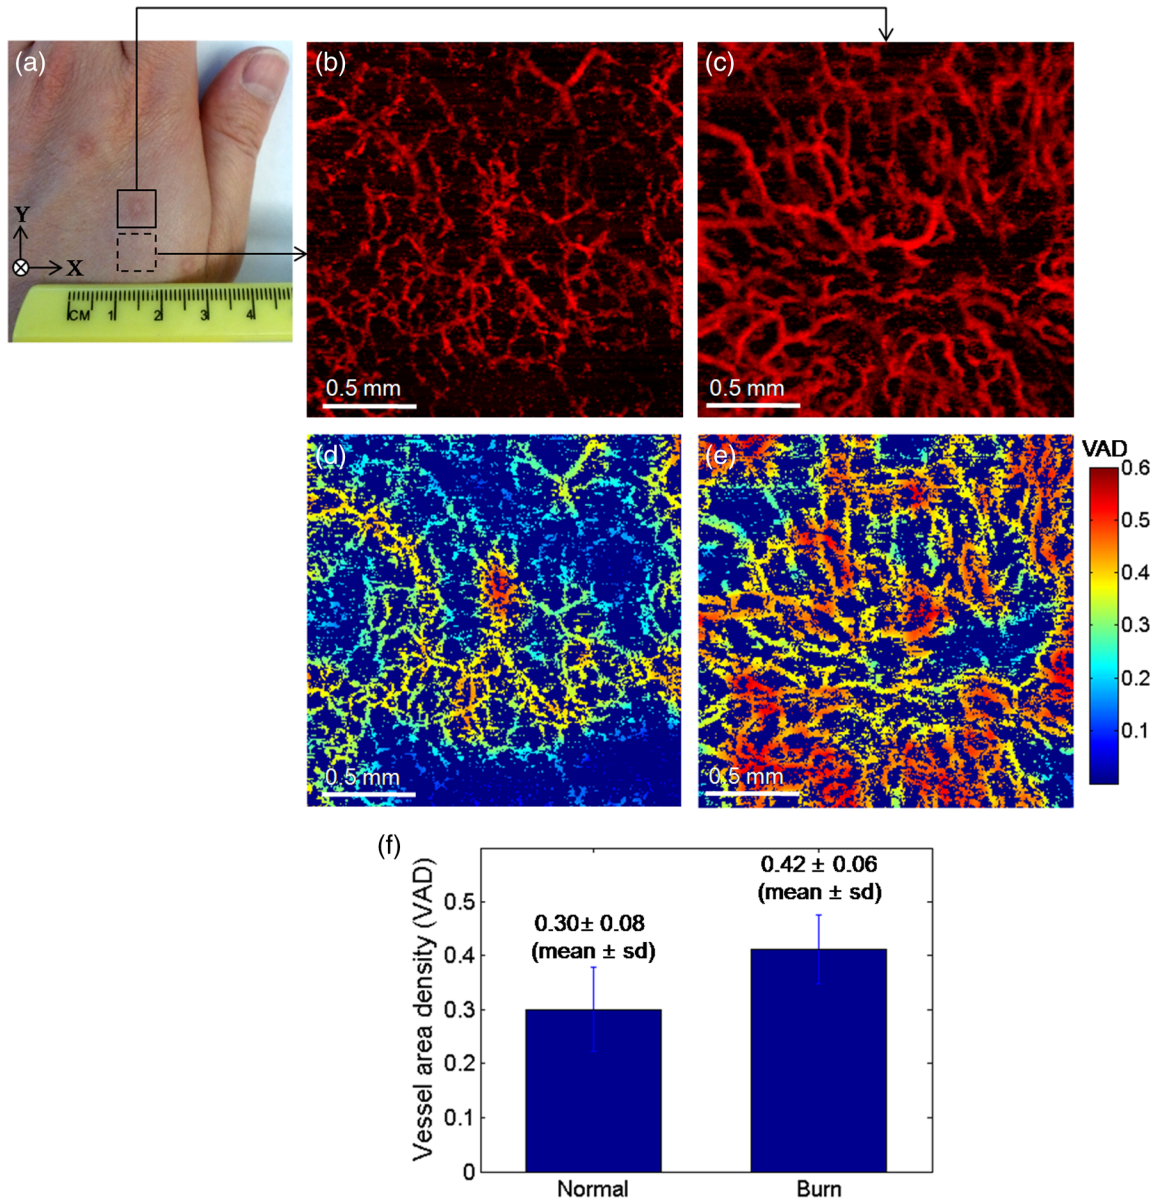 (a)
Y
X
CM 1 2 3 4
(b)
0.5 mm
(c)
0.5 mm
(d)
0.5 mm
(e)
0.5 mm
VAD
0.6
0.5
0.4
0.3
0.2
0.1
(f)
Vessel area density (VAD)
0.5
0.4
0.3
0.2
0.1
0
0.30± 0.08
(mean ± sd)
0.42 ± 0.06
(mean ± sd)
Normal
Burn